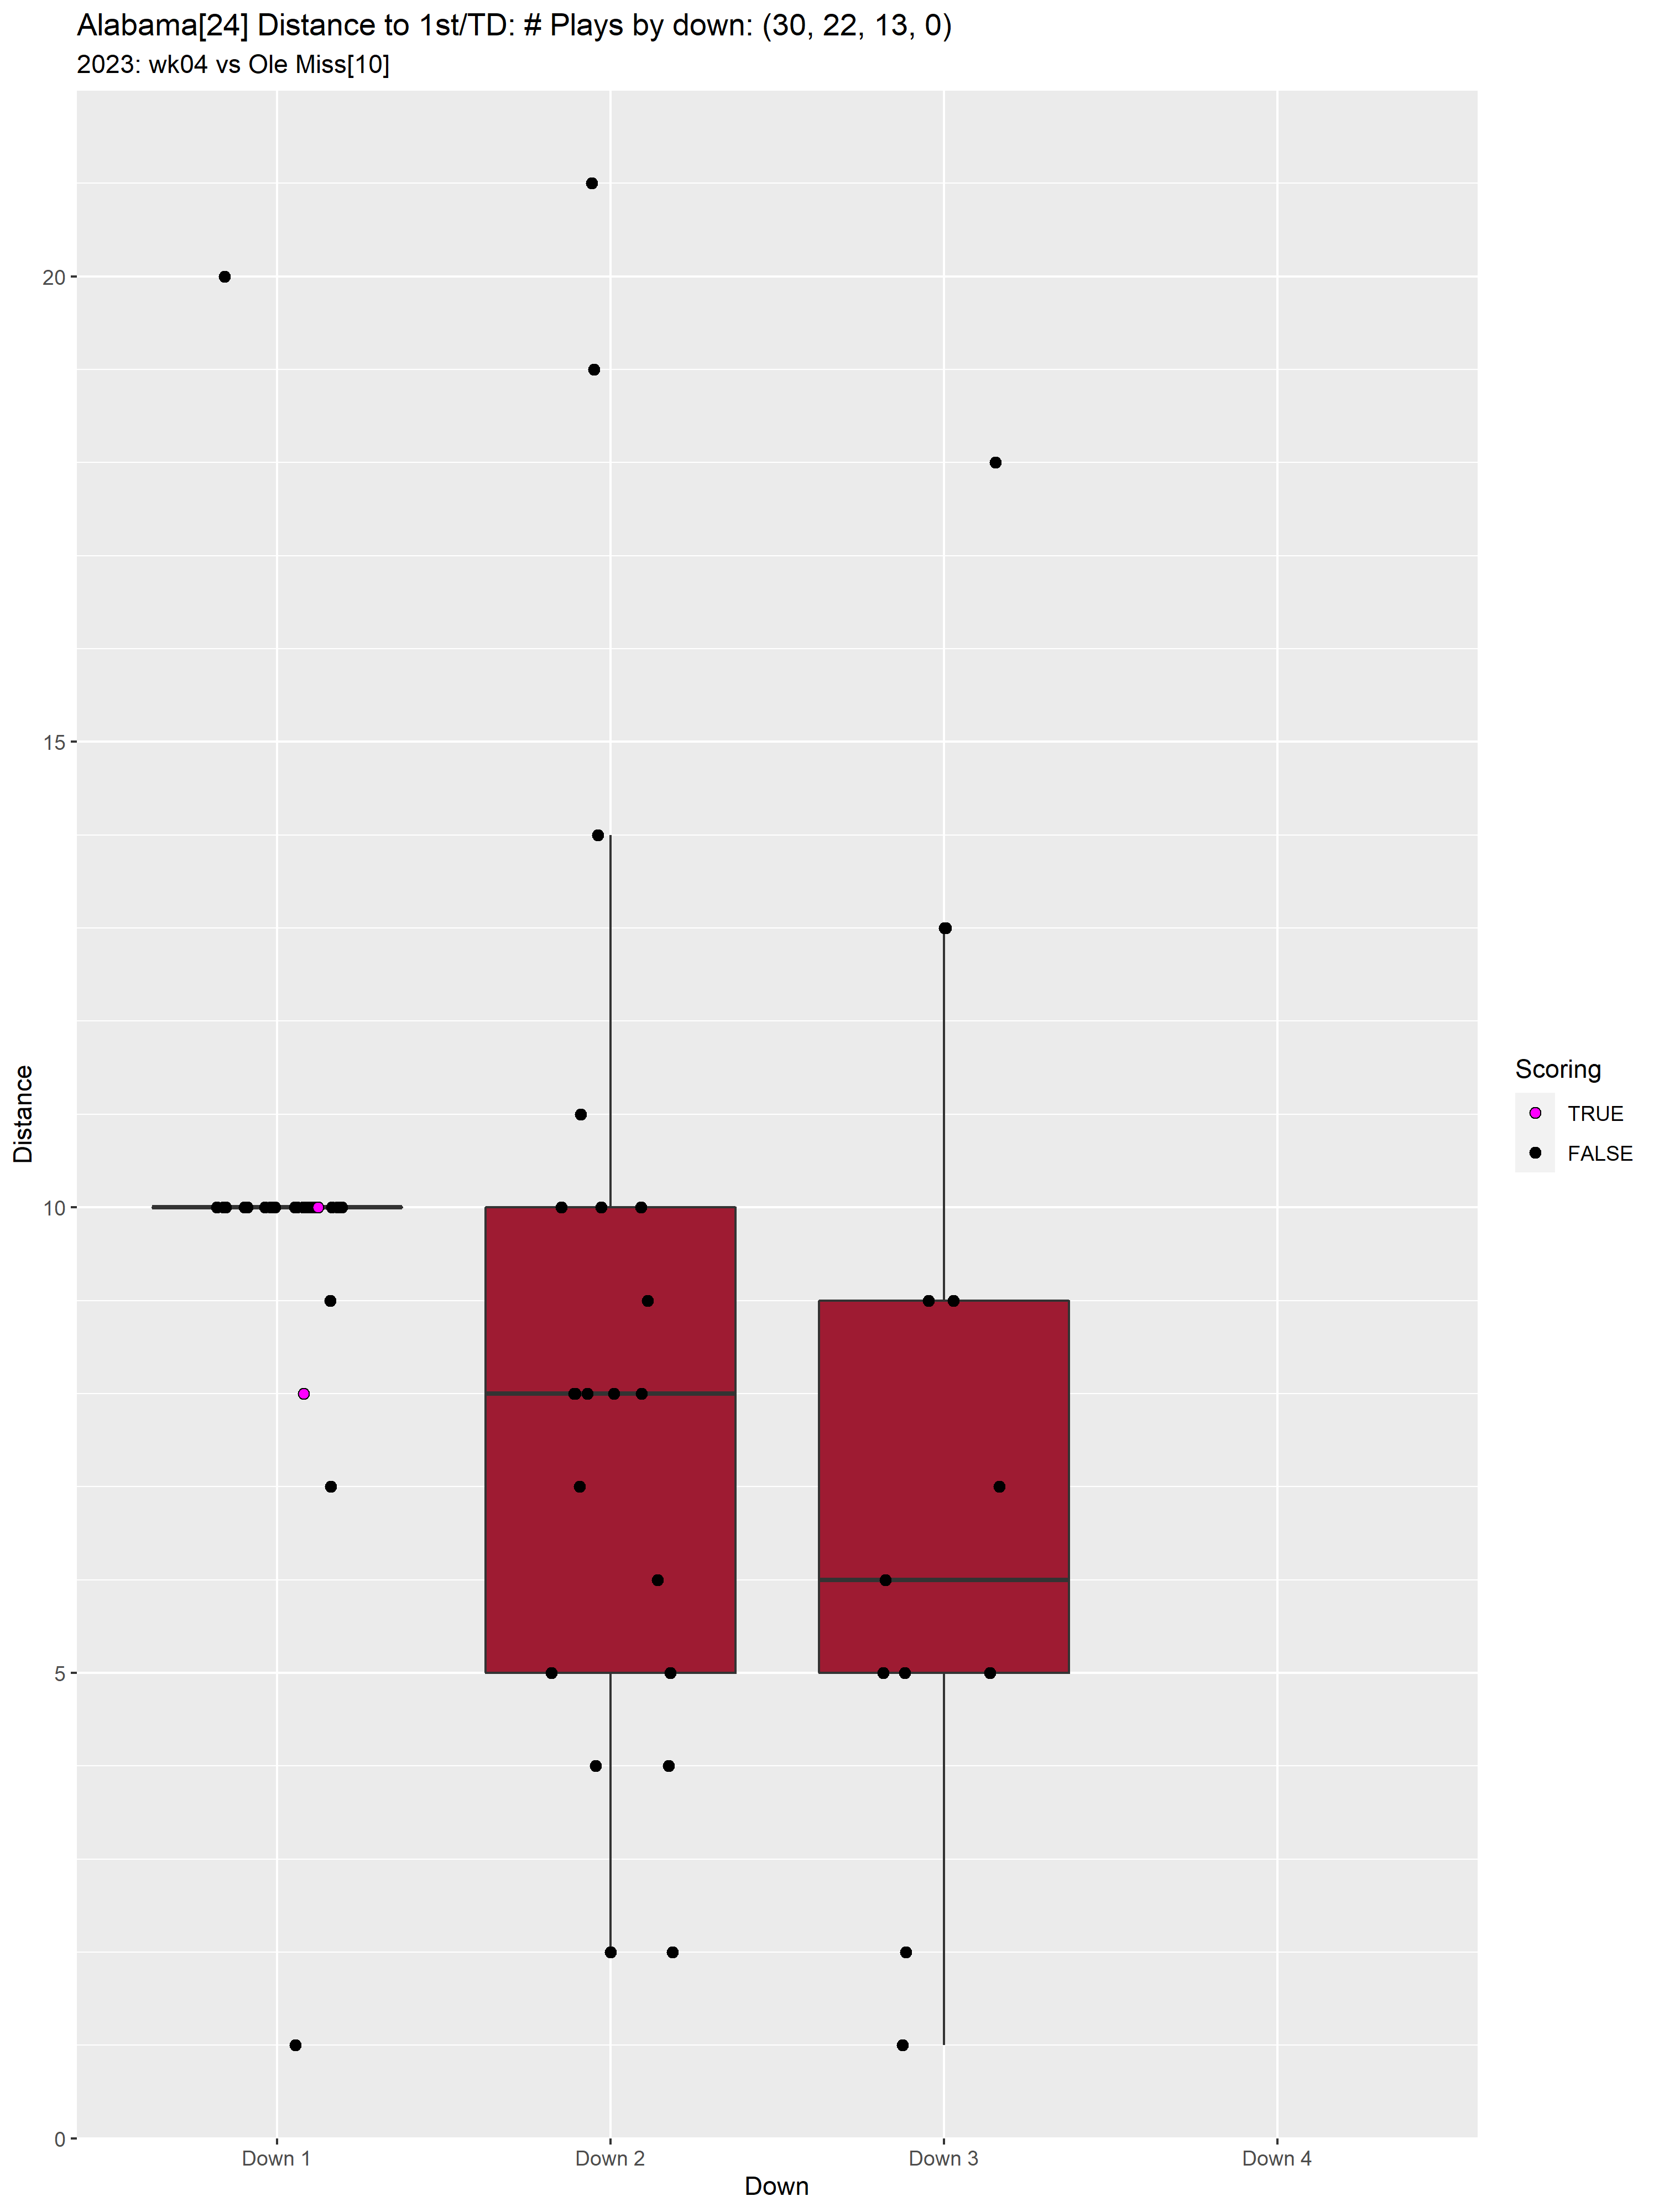 Alabama[24] Distance to 1st/TD: # Plays by down: (30, 22, 13, 0)
2023: wk04 vs Ole Miss[10]
20
15
10
5
0
Distance
Down 1
Down 2
Down 3
Down 4
Down
Scoring
TRUE
FALSE